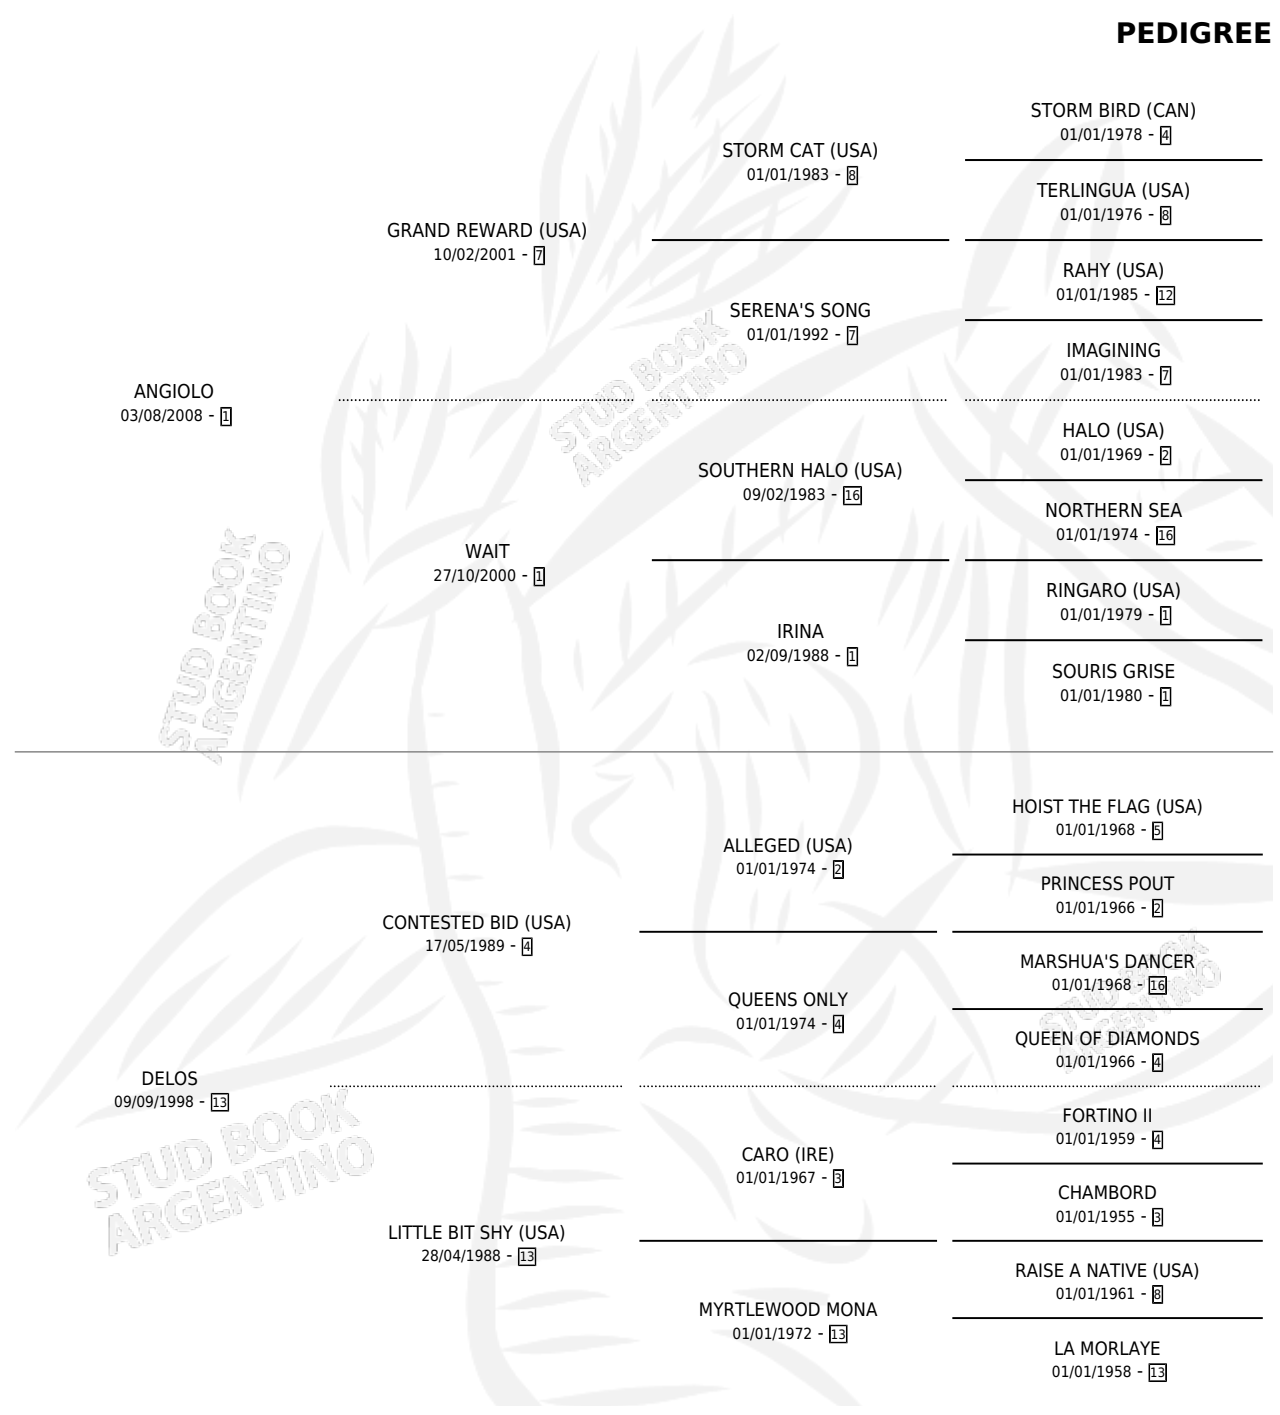 PEDIGREE
STORM BIRD (CAN)
01/01/1978 - 4
STORM CAT (USA)
01/01/1983 - 8
TERLINGUA (USA)
01/01/1976 - 8
GRAND REWARD (USA)
10/02/2001 - 7
RAHY (USA)
01/01/1985 - 12
SERENA'S SONG
01/01/1992 - 7
IMAGINING
01/01/1983 - 7
ANGIOLO
03/08/2008 - 1
HALO (USA)
01/01/1969 - 2
SOUTHERN HALO (USA)
09/02/1983 - 16
NORTHERN SEA
01/01/1974 - 16
WAIT
27/10/2000 - 1
RINGARO (USA)
01/01/1979 - 1
IRINA
02/09/1988 - 1
SOURIS GRISE
01/01/1980 - 1
HOIST THE FLAG (USA)
01/01/1968 - 5
ALLEGED (USA)
01/01/1974 - 2
PRINCESS POUT
01/01/1966 - 2
CONTESTED BID (USA)
17/05/1989 - 4
MARSHUA'S DANCER
01/01/1968 - 16
QUEENS ONLY
01/01/1974 - 4
QUEEN OF DIAMONDS
01/01/1966 - 4
DELOS
09/09/1998 - 13
FORTINO II
01/01/1959 - 4
CARO (IRE)
01/01/1967 - 3
CHAMBORD
01/01/1955 - 3
LITTLE BIT SHY (USA)
28/04/1988 - 13
RAISE A NATIVE (USA)
01/01/1961 - 8
MYRTLEWOOD MONA
01/01/1972 - 13
LA MORLAYE
01/01/1958 - 13
STUD BOOK
ARGENTINO
STUD BOOK
ARGENTINO
STUD BOOK
ARGENTINO
STUD BOOK
ARGENTINO